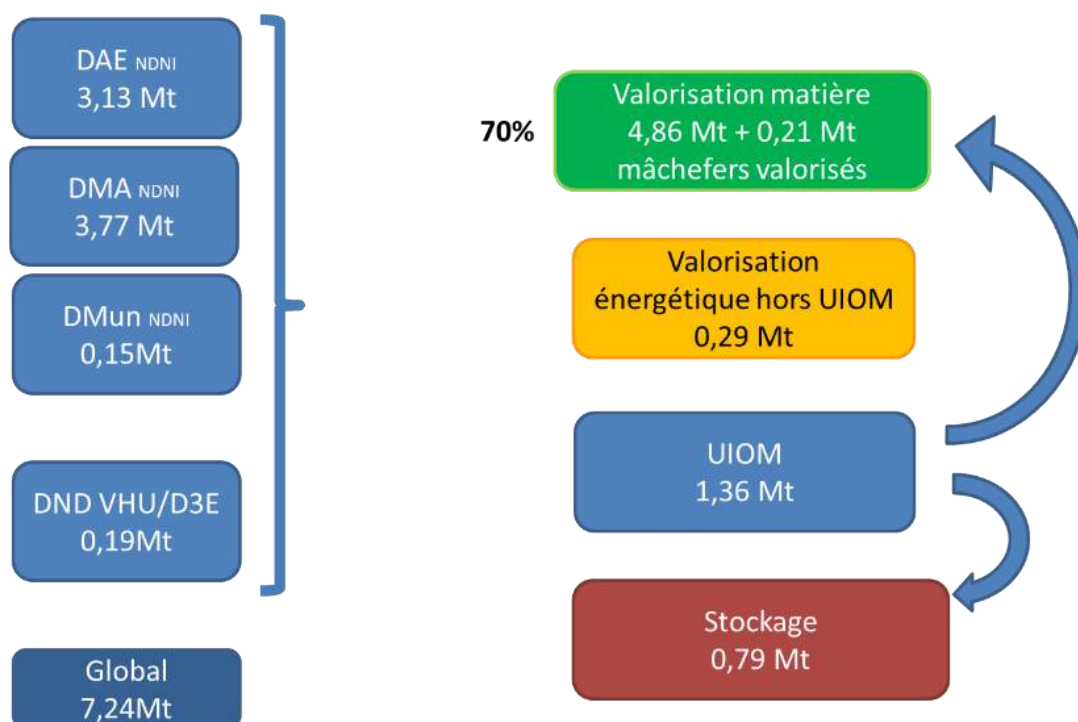 DAE NDNI
3,13 Mt
DMA NDNI
3,77 Mt
DMun NDNI
0,15Mt
DND VHU/D3E
0,19Mt
Global
7,24Mt
70%
Valorisation matière
4,86 Mt + 0,21 Mt
mâchefers valorisés
Valorisation
énergétique hors UIOM
0,29 Mt
UIOM
1,36 Mt
Stockage
0,79 Mt